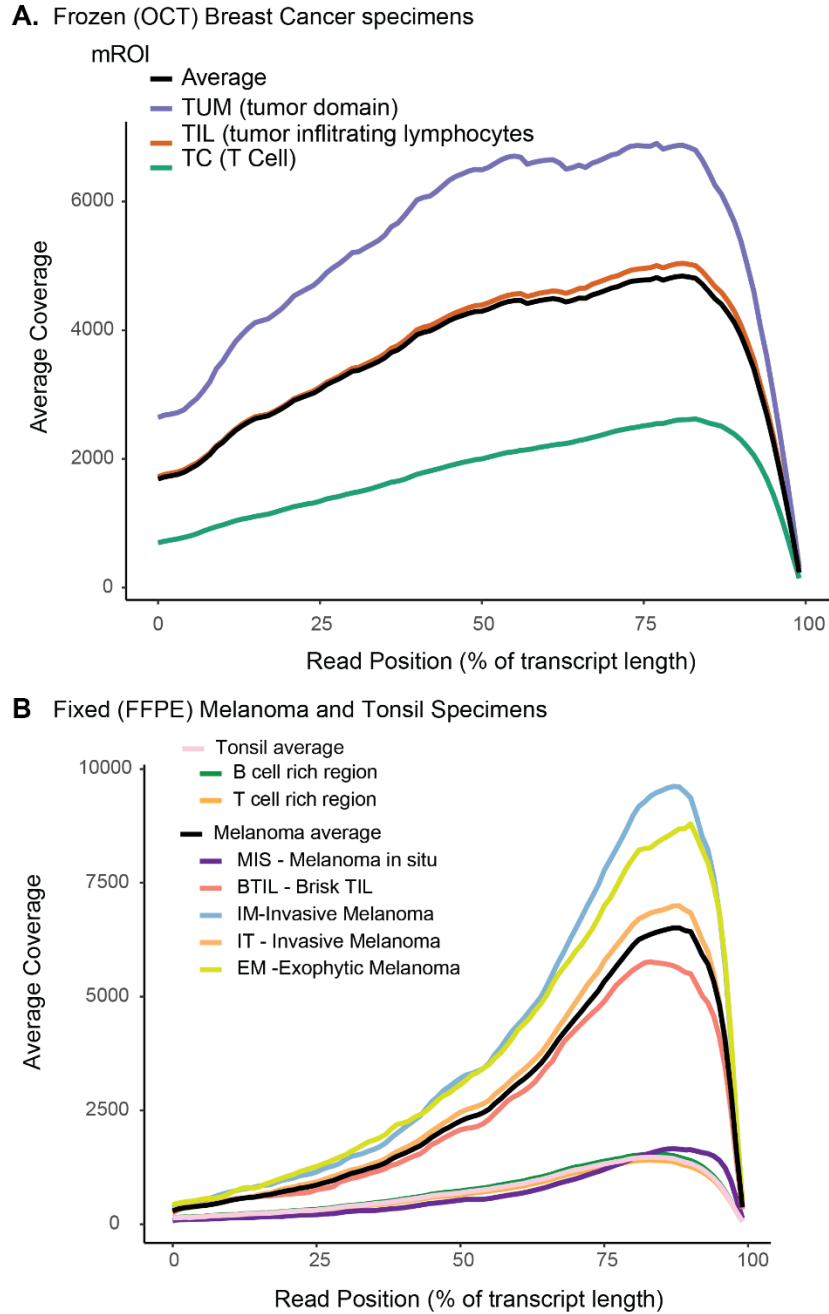 A. Frozen (OCT) Breast Cancer specimens
mROI
Average
TUM (tumor domain)
TIL (tumor inflitrating lymphocytes
TC (T Cell)
6000
4000
2000
0
Average Coverage
0 25 50 75 100
Read Position (% of transcript length)
B Fixed (FFPE) Melanoma and Tonsil Specimens
Tonsil average
B cell rich region
T cell rich region
Melanoma average
MIS - Melanoma in situ
BTIL - Brisk TIL
IM-Invasive Melanoma
IT - Invasive Melanoma
EM -Exophytic Melanoma
10000
7500
5000
2500
0
Average Coverage
0 25 50 75 100
Read Position (% of transcript length)